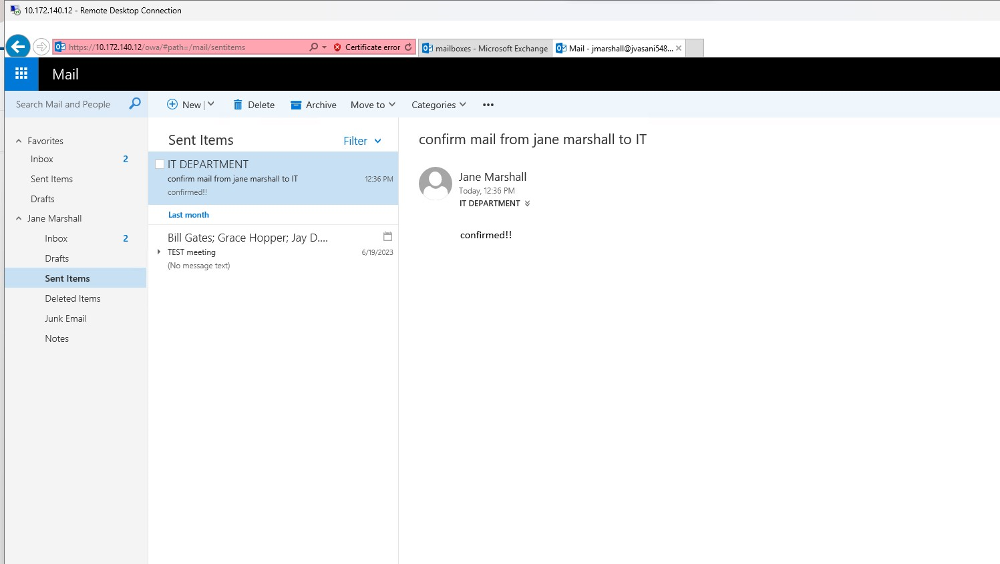 10.172.140.12 - Remote Desktop Connection
https://10.172.140.12/owa/#path=/mail/sentitems
Certificate error
mailboxes - Microsoft Exchange
Mail - jmarshall@jvasani548...
Mail
Search Mail and People
New
Delete
Archive
Move to
Categories
•••
Favorites
Inbox 2
Sent Items
Drafts
Jane Marshall
Inbox 2
Drafts
Sent Items
Deleted Items
Junk Email
Notes
Sent Items
Filter
IT DEPARTMENT
confirm mail from jane marshall to IT 12:36 PM
confirmed!!
Last month
Bill Gates; Grace Hopper; Jay D....
TEST meeting 6/19/2023
(No message text)
confirm mail from jane marshall to IT
Jane Marshall
Today, 12:36 PM
IT DEPARTMENT
confirmed!!